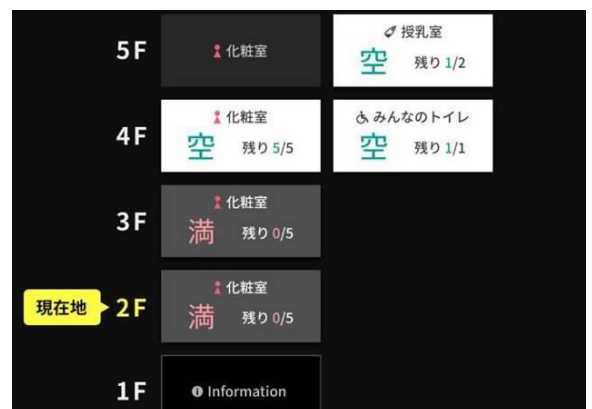 5F
化粧室
授乳室
空 残り 1/2
4F
化粧室
空 残り 5/5
みんなのトイレ
空 残り 1/1
3F
化粧室
満 残り 0/5
現在地 2F
化粧室
満 残り 0/5
1F
Information